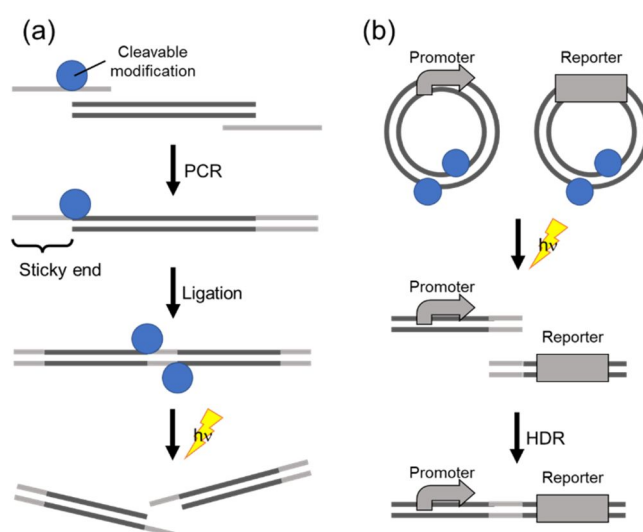 (a)
Cleavable
modification
PCR
Sticky end
Ligation
hν
(b)
Promoter
Reporter
hν
Promoter
Reporter
HDR
Promoter
Reporter